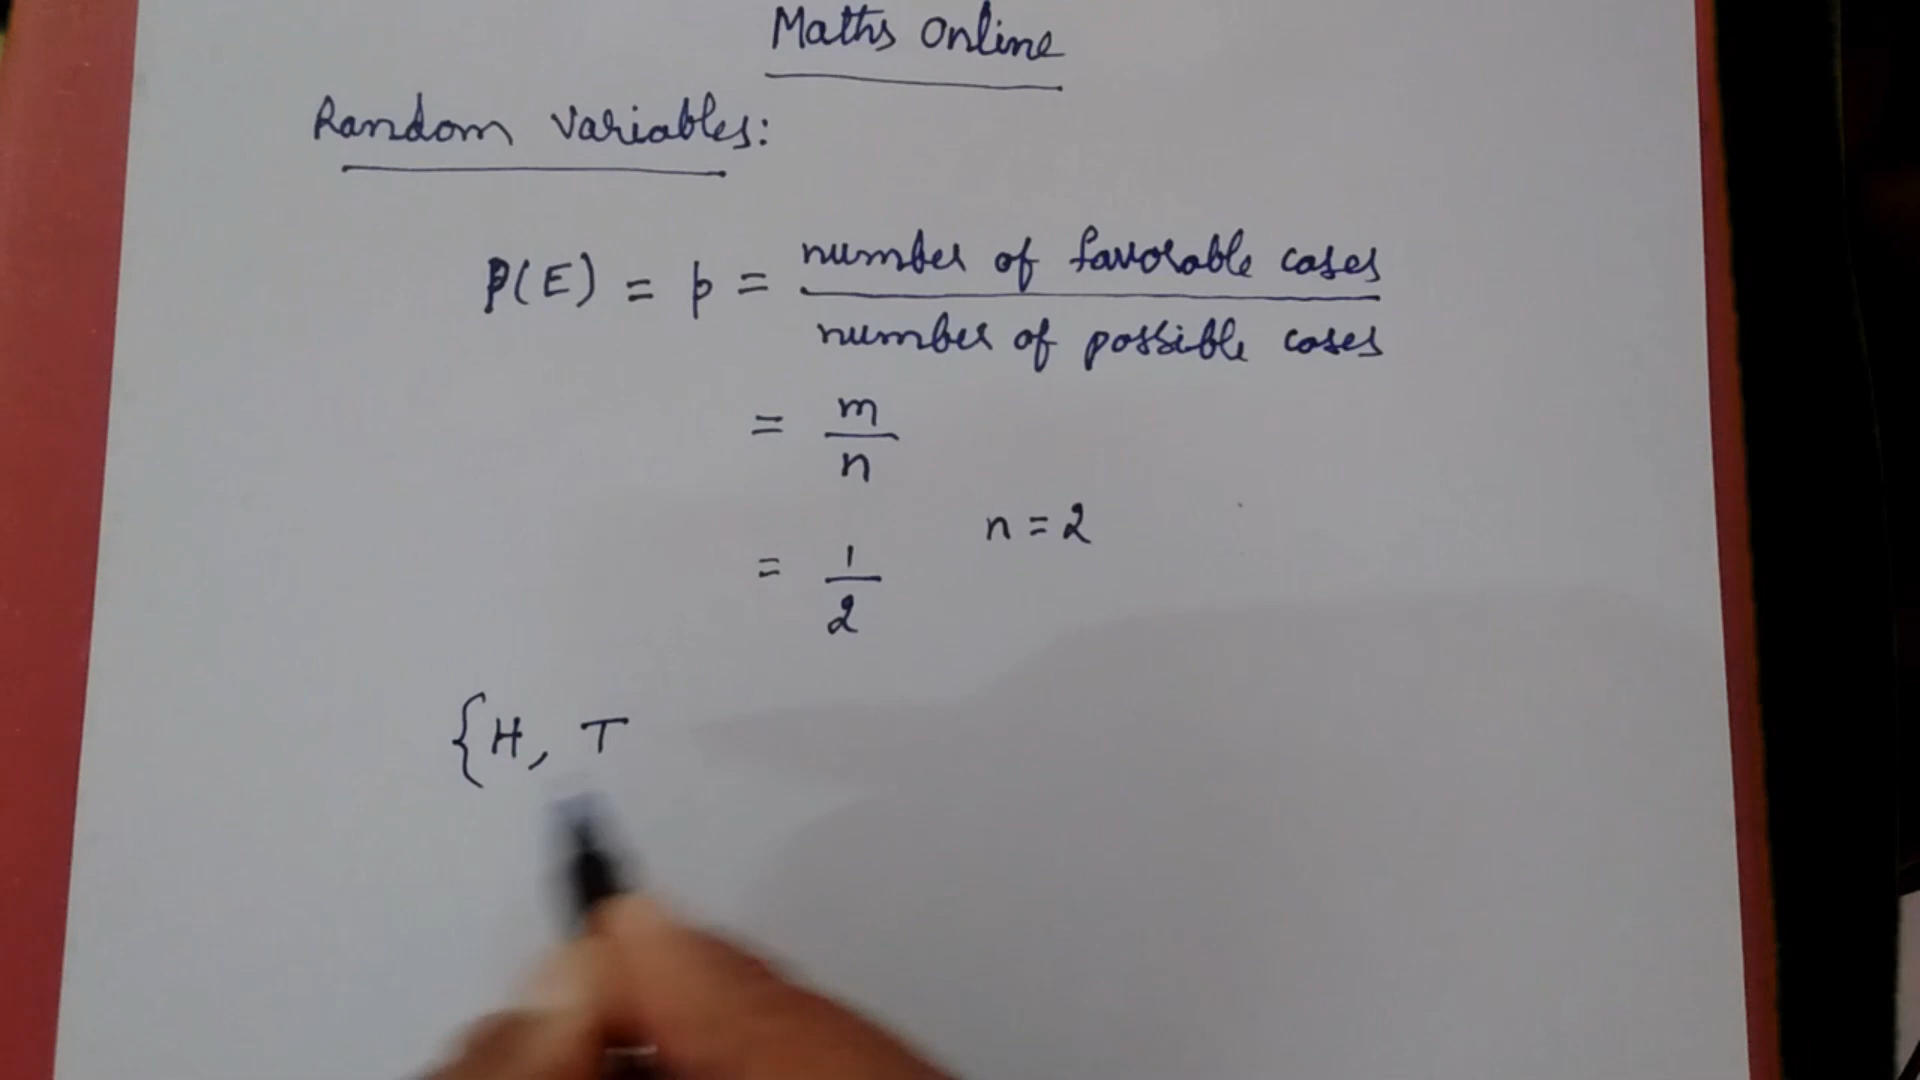 Maths Online
Random Variables:
P(E) = p = number of favorable cases / number of possible cases
= m / n
n = 2
= 1 / 2
{H, T